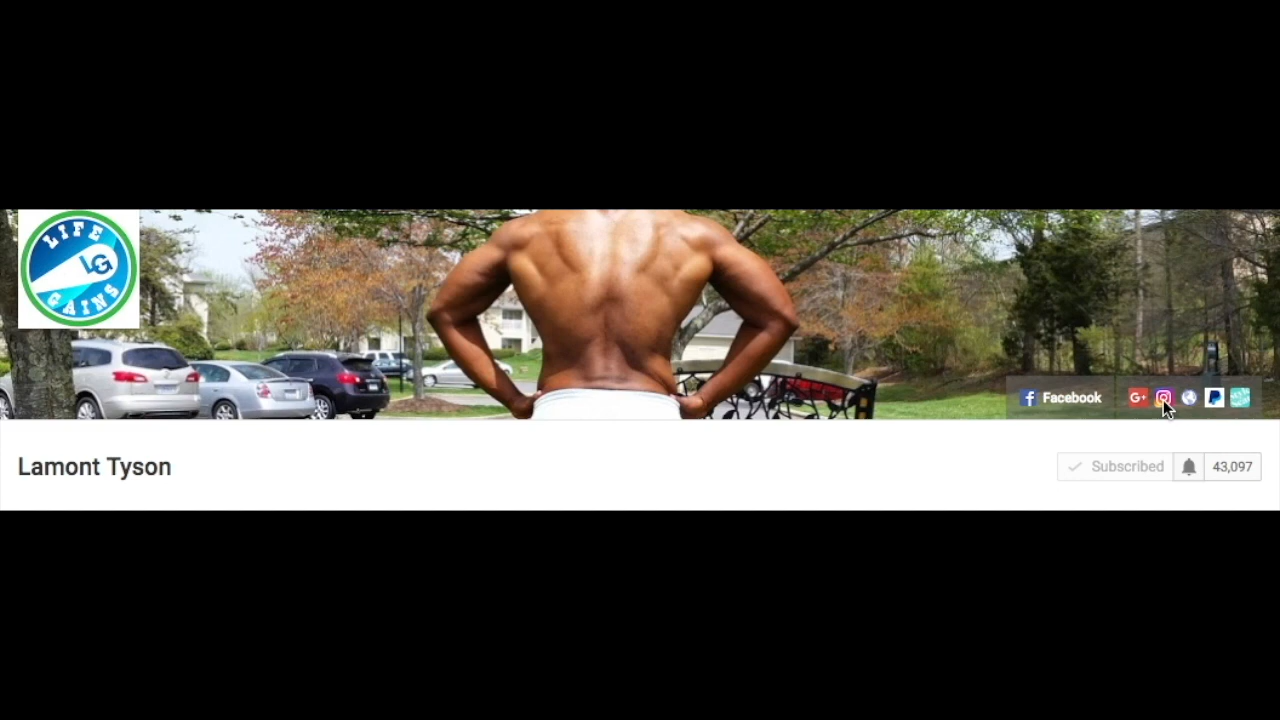 LIFE
LG
GAINS
Facebook
G+
Lamont Tyson
Subscribed
43,097